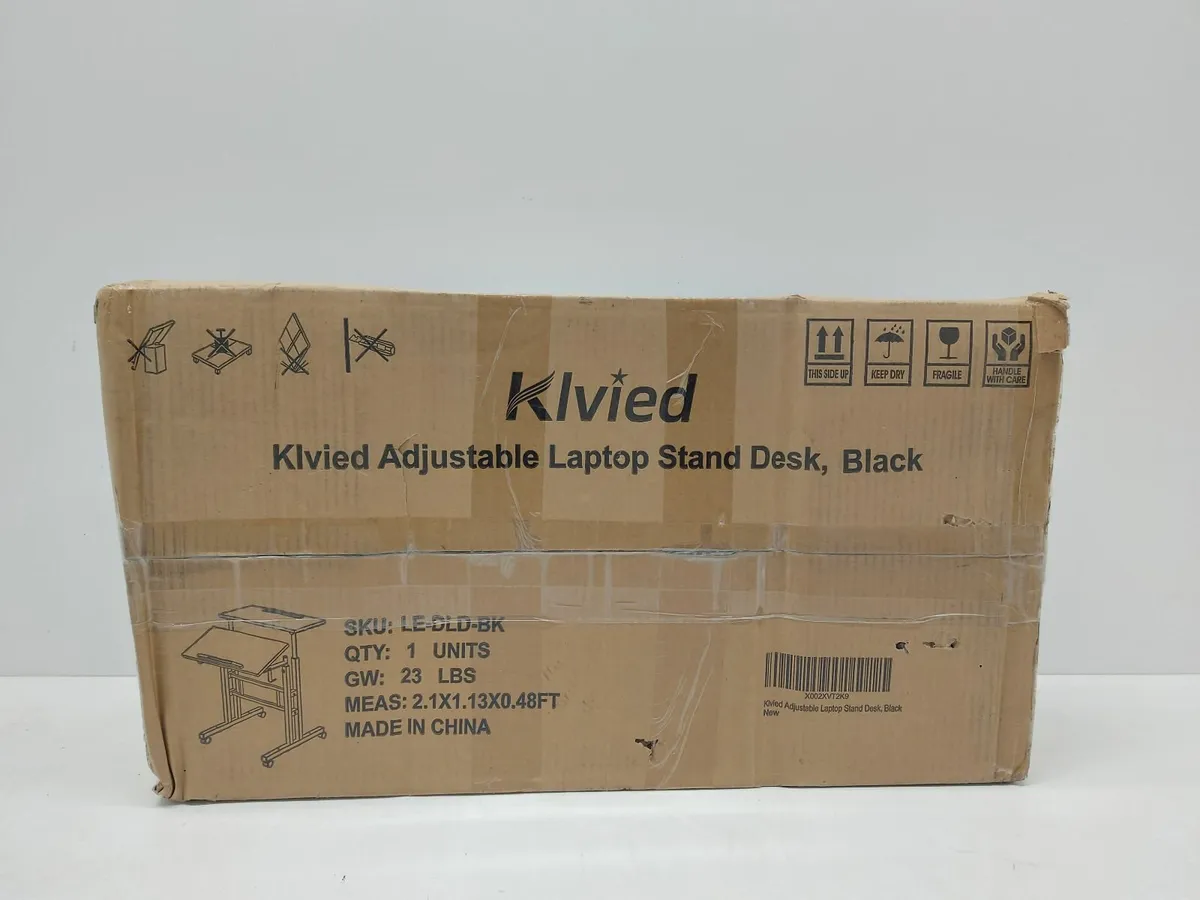 THIS SIDE UP
KEEP DRY
FRAGILE
HANDLE
WITH CARE
Klvied
Klvied Adjustable Laptop Stand Desk, Black
SKU: LE-DLD-BK
QTY: 1 UNITS
GW: 23 LBS
MEAS: 2.1X1.13X0.48FT
MADE IN CHINA
X002XVT2K9
Klvied Adjustable Laptop Stand Desk, Black
New